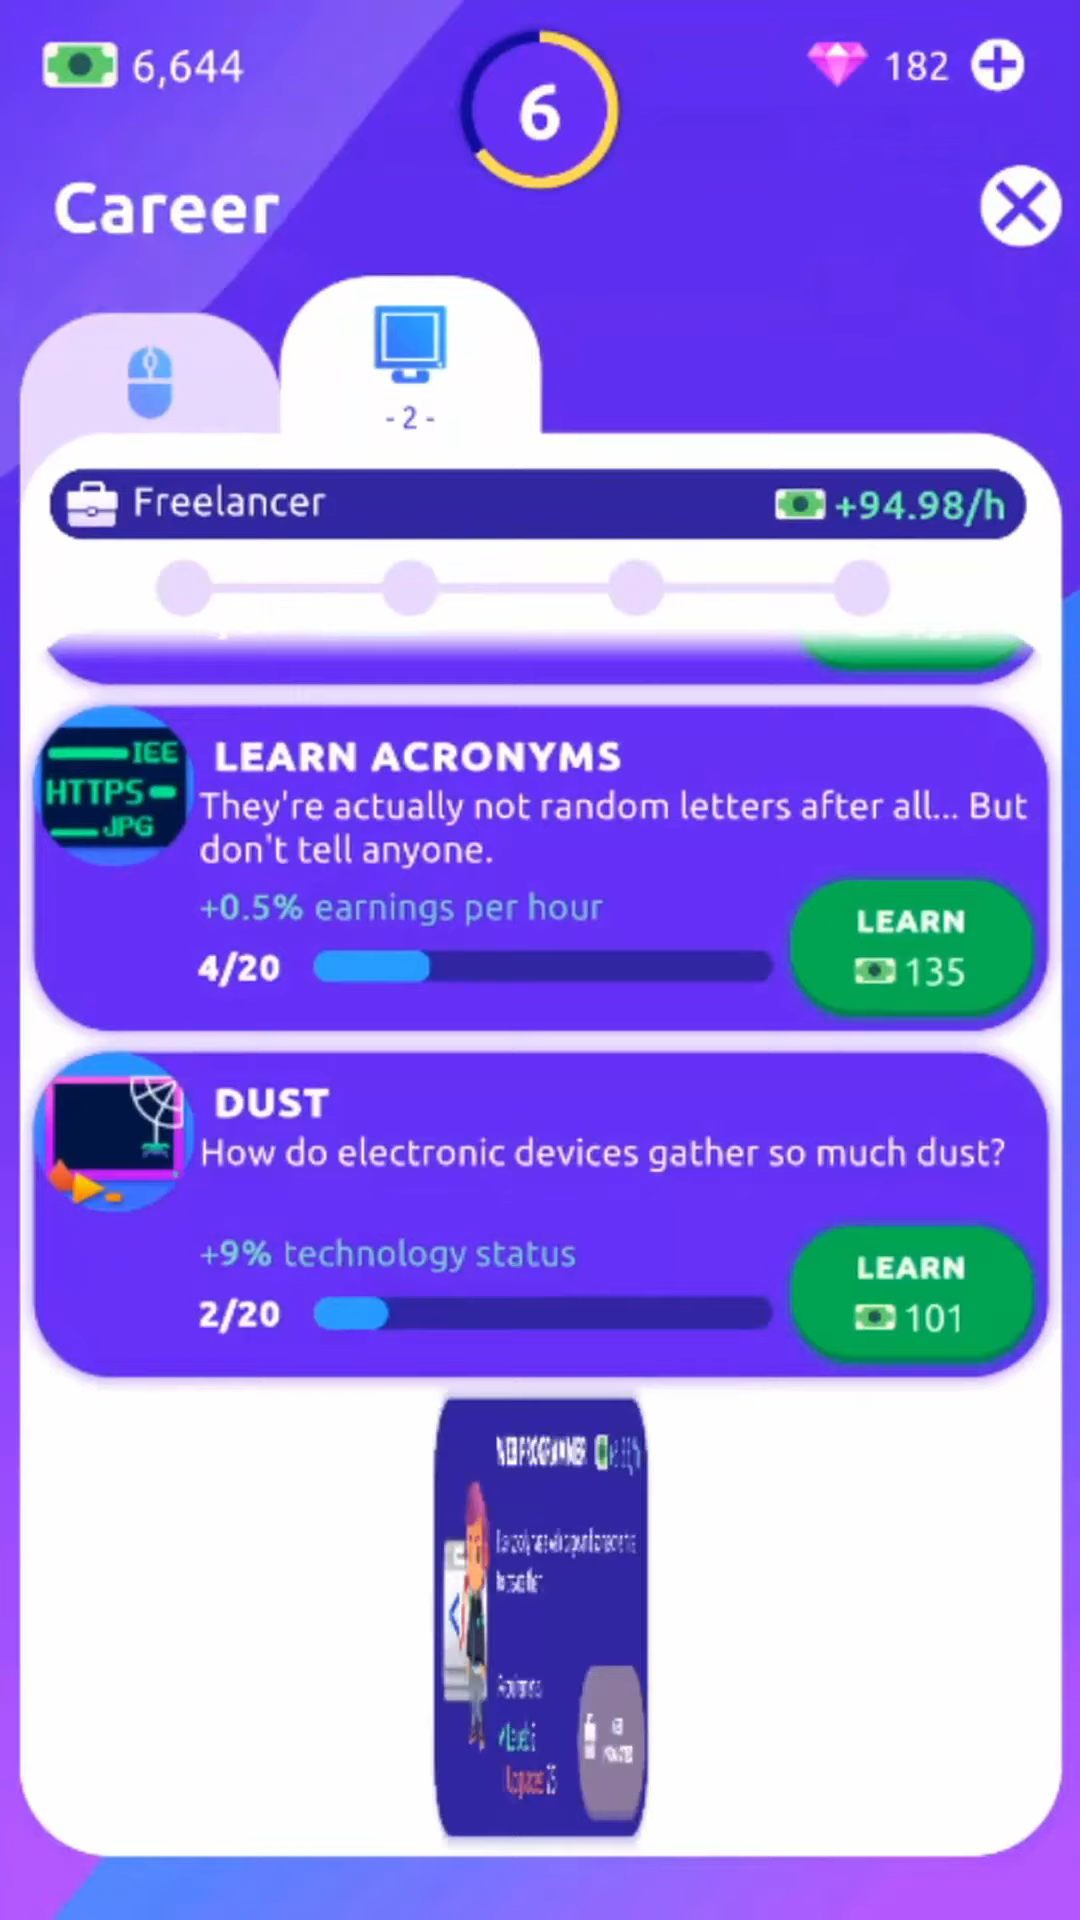 6,644
6
182
Career
- 2 -
Freelancer
+94.98/h
IEE
HTTPS
JPG
LEARN ACRONYMS
They're actually not random letters after all... But
don't tell anyone.
+0.5% earnings per hour
4/20
LEARN
135
DUST
How do electronic devices gather so much dust?
+9% technology status
2/20
LEARN
101
WEB PROGRAMMER